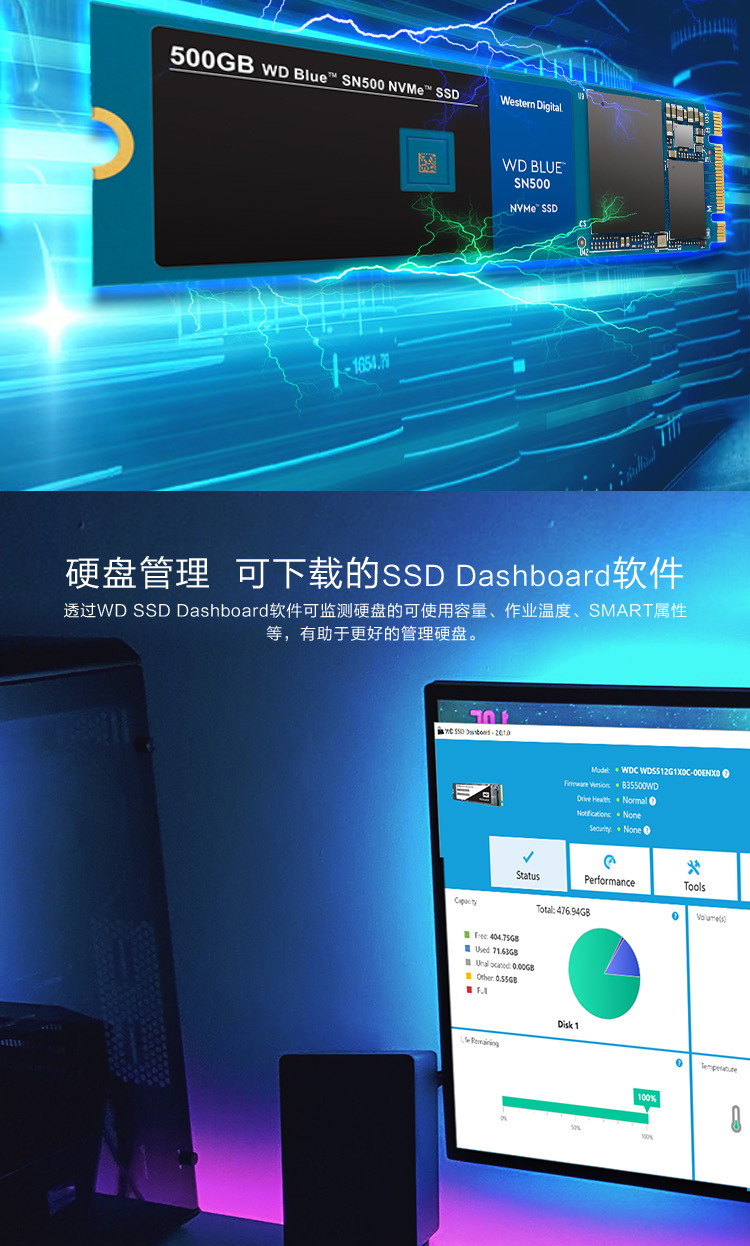 500GB WD Blue™ SN500 NVMe™ SSD
Western Digital.
WD BLUE™
SN500
NVMe™ SSD
U9
C3
U42
M
-1654.79
硬盘管理 可下载的SSD Dashboard软件
透过WD SSD Dashboard软件可监测硬盘的可使用容量、作业温度、SMART属性
等，有助于更好的管理硬盘。
WD SSD Dashboard - 2.0.1.0
Model: WDC WDS512G1X0C-00ENX0 ?
Firmware Version: B35500WD
Drive Health: Normal ?
Notifications: None
Security: None ?
Status
Performance
Tools
Capacity
Total: 476.94GB
?
Volume(s)
Free: 404.75GB
Used: 71.63GB
Unallocated: 0.00GB
Other: 0.55GB
Full
Disk 1
Life Remaining
?
Temperature
100%
0%
50%
100%